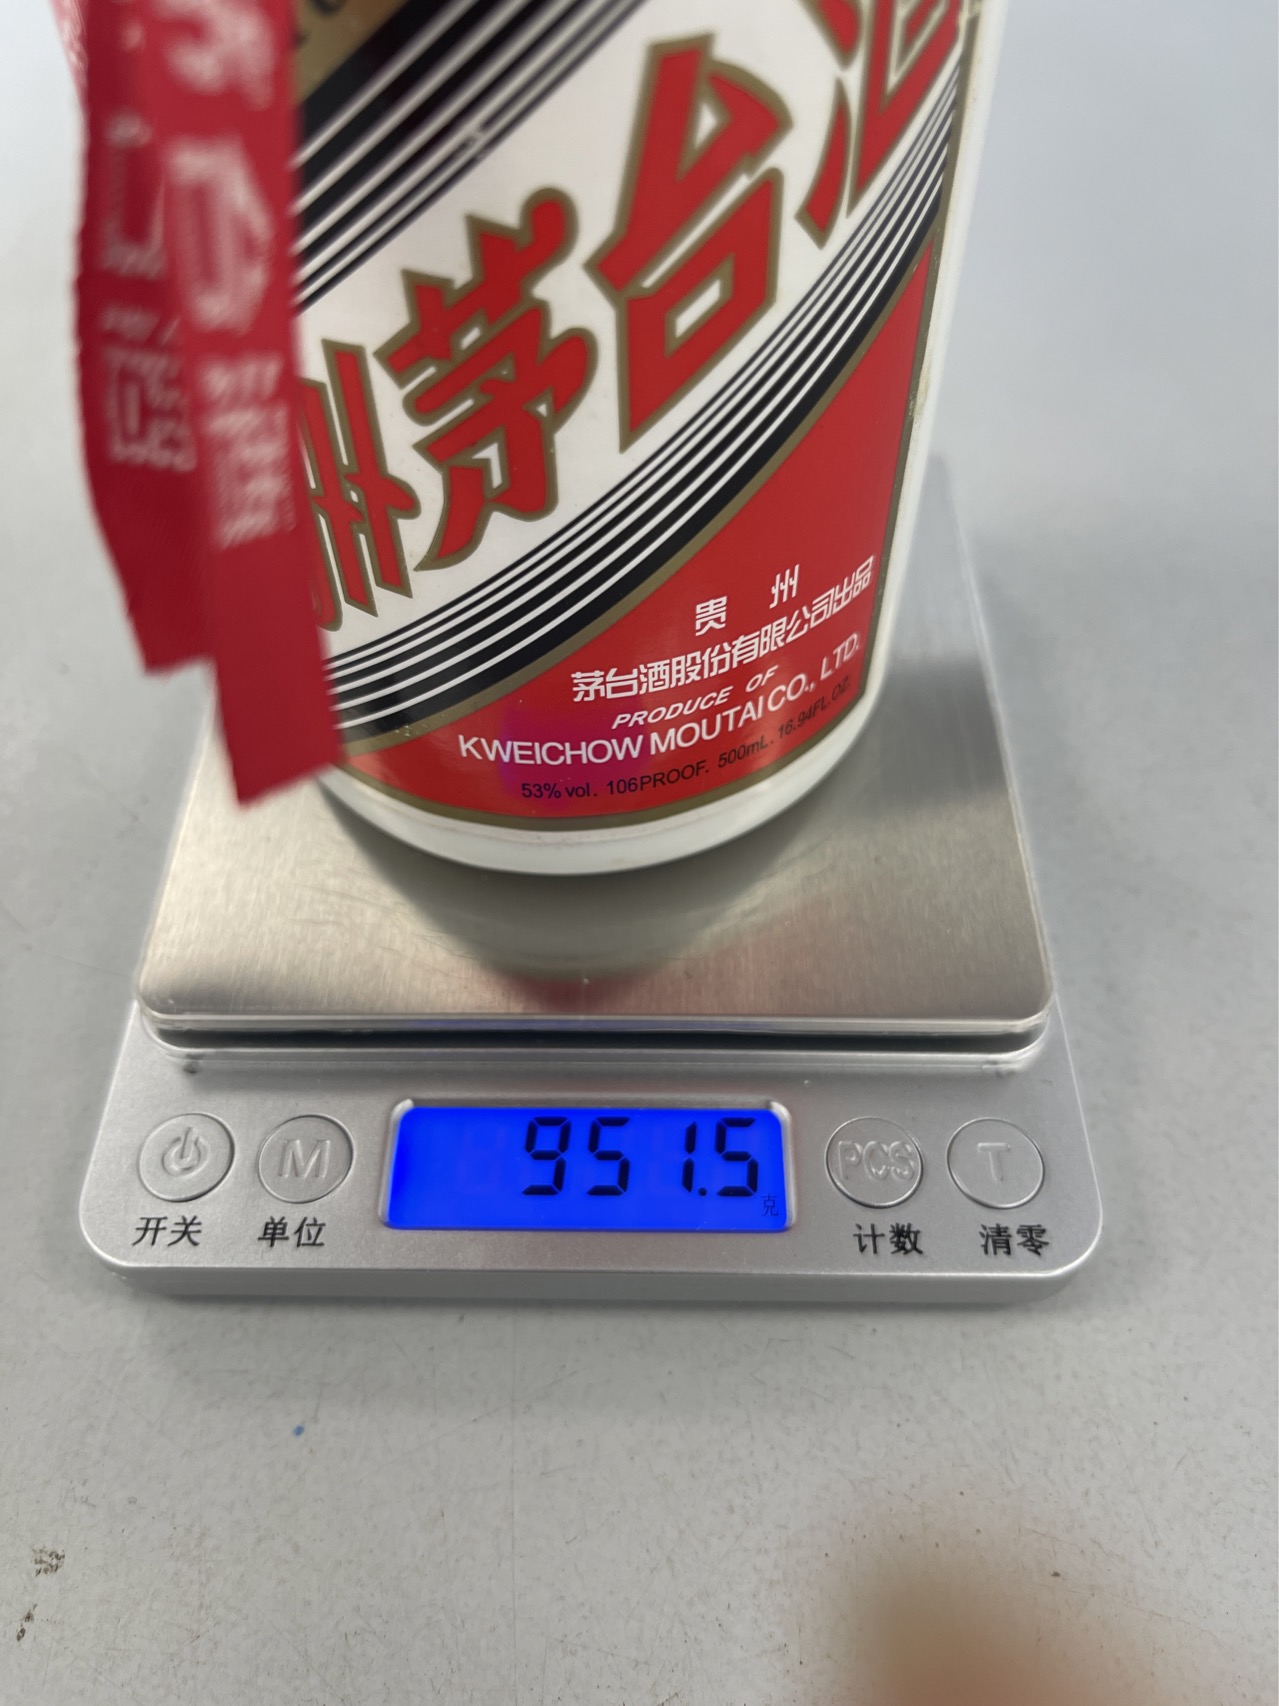 州茅台酒
贵州
茅台酒股份有限公司出品
PRODUCE OF
KWEICHOW MOUTAI CO., LTD.
53% vol. 106PROOF. 500mL. 16.94FL.OZ.
951.5
克
M
PCS
T
开关
单位
计数
清零